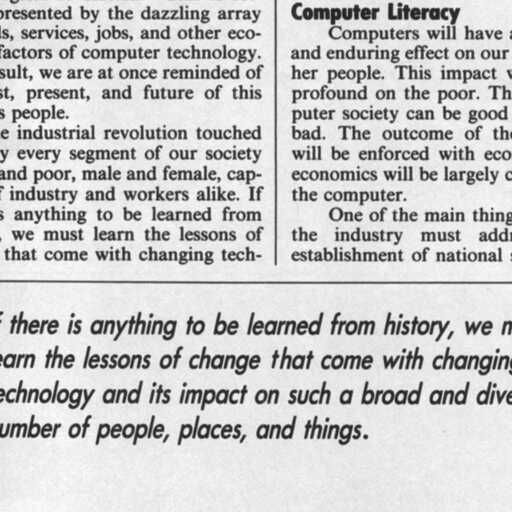 presented by the dazzling array
s, services, jobs, and other eco-
factors of computer technology.
sult, we are at once reminded of
st, present, and future of this
s people.
e industrial revolution touched
y every segment of our society
and poor, male and female, cap-
f industry and workers alike. If
s anything to be learned from
, we must learn the lessons of
that come with changing tech-
Computer Literacy
Computers will have a
and enduring effect on our
her people. This impact w
profound on the poor. Th
puter society can be good
bad. The outcome of the
will be enforced with eco
economics will be largely c
the computer.
One of the main thing
the industry must addr
establishment of national s
f there is anything to be learned from history, we m
earn the lessons of change that come with changing
echnology and its impact on such a broad and dive
umber of people, places, and things.